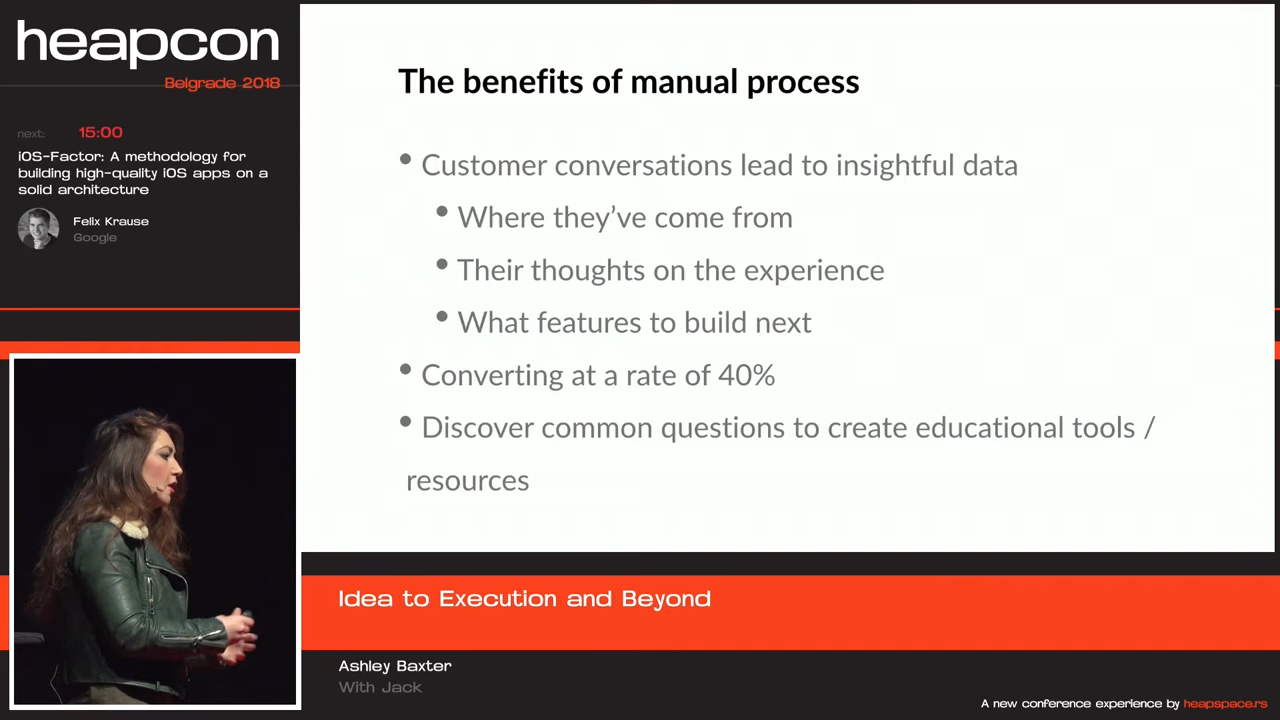 heapcon
Belgrade 2018
next: 15:00
iOS-Factor: A methodology for
building high-quality iOS apps on a
solid architecture
Felix Krause
Google
The benefits of manual process
• Customer conversations lead to insightful data
• Where they’ve come from
• Their thoughts on the experience
• What features to build next
• Converting at a rate of 40%
• Discover common questions to create educational tools /
resources
Idea to Execution and Beyond
Ashley Baxter
With Jack
A new conference experience by heapspace.rs